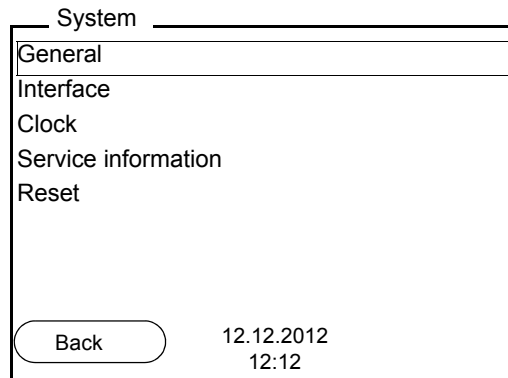 System
General
Interface
Clock
Service information
Reset
Back
12.12.2012
12:12